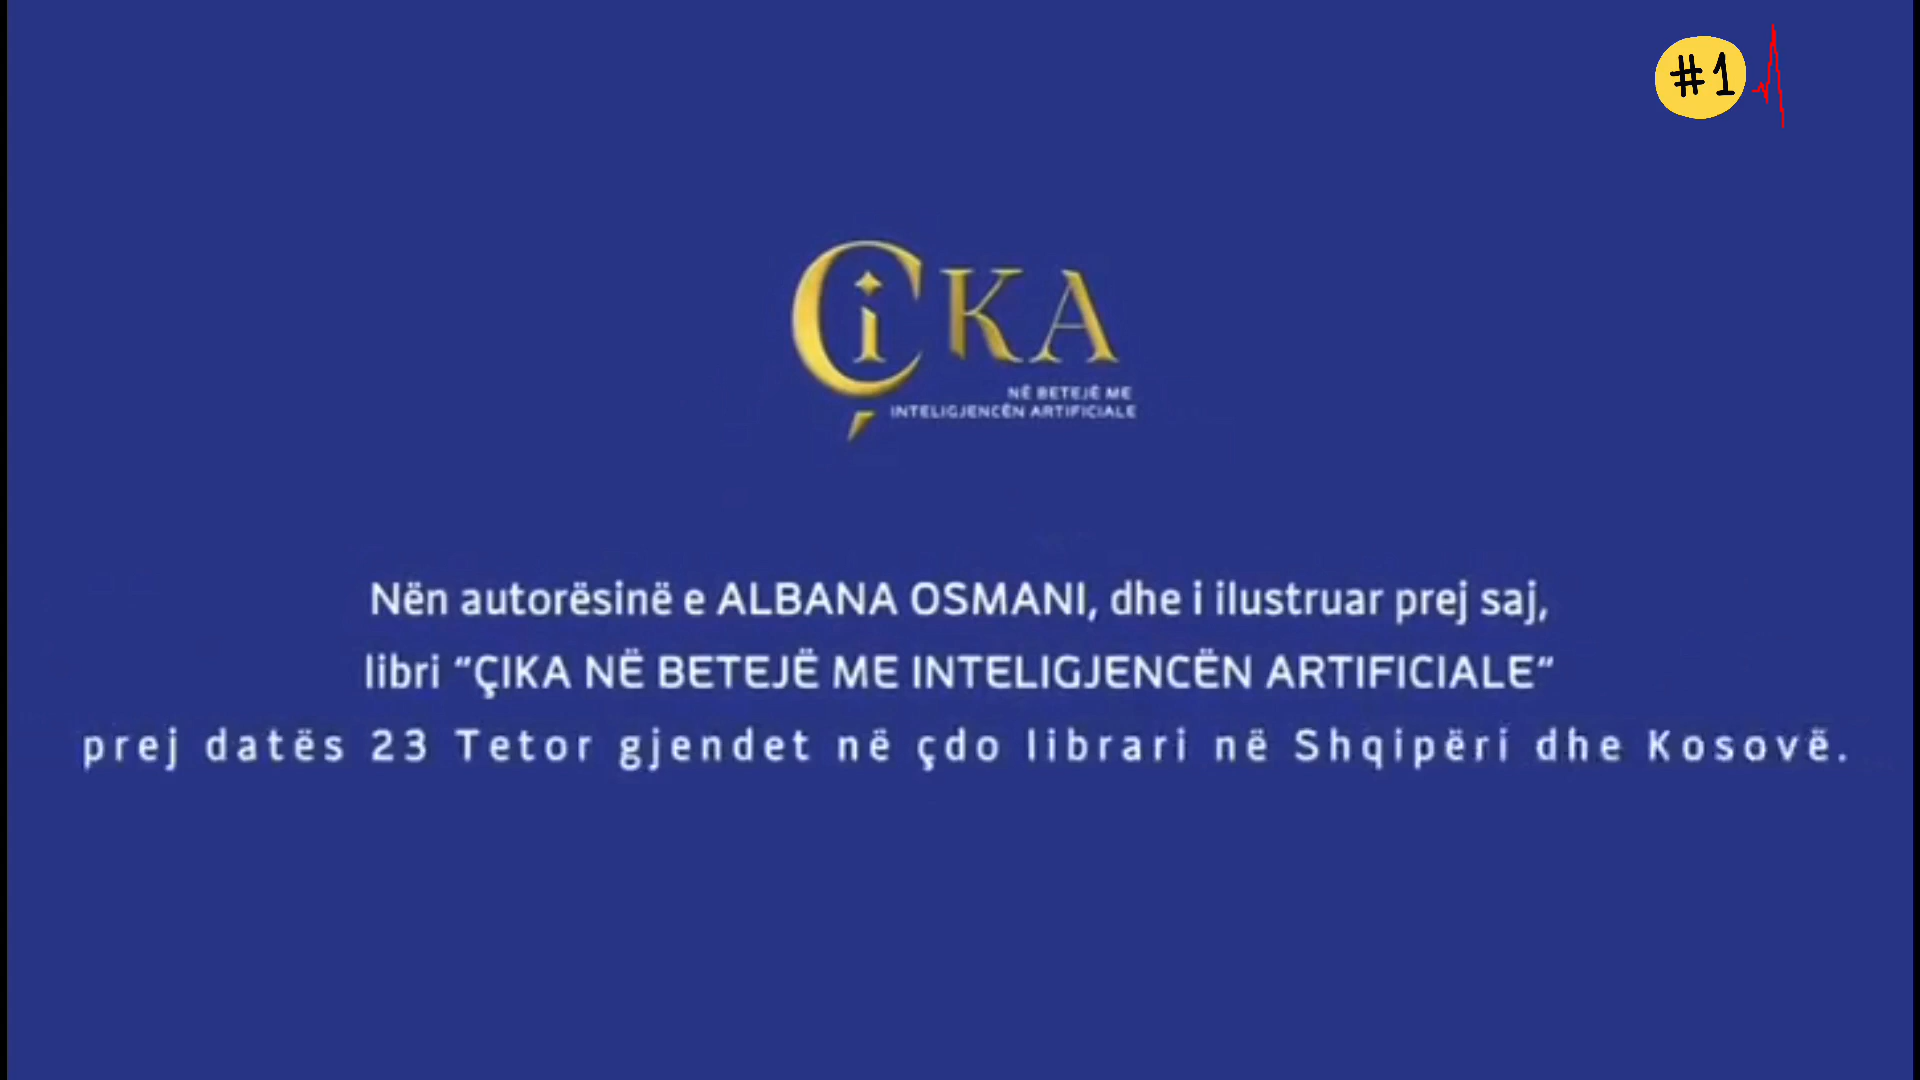 #1
ÇiKA
NË BETEJË ME
INTELIGJENCËN ARTIFICIALE
Nën autorësinë e ALBANA OSMANI, dhe i ilustruar prej saj,
libri “ÇIKA NË BETEJË ME INTELIGJENCËN ARTIFICIALE“
prej datës 23 Tetor gjendet në çdo librari në Shqipëri dhe Kosovë.